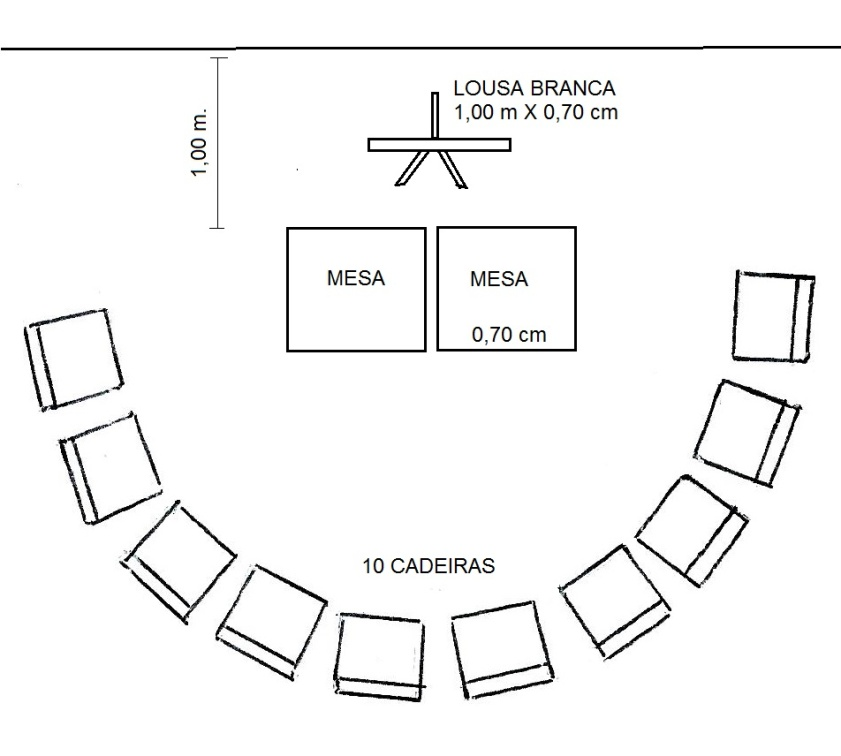 LOUSA BRANCA
1,00 m X 0,70 cm
1,00 m.
MESA
MESA
0,70 cm
10 CADEIRAS